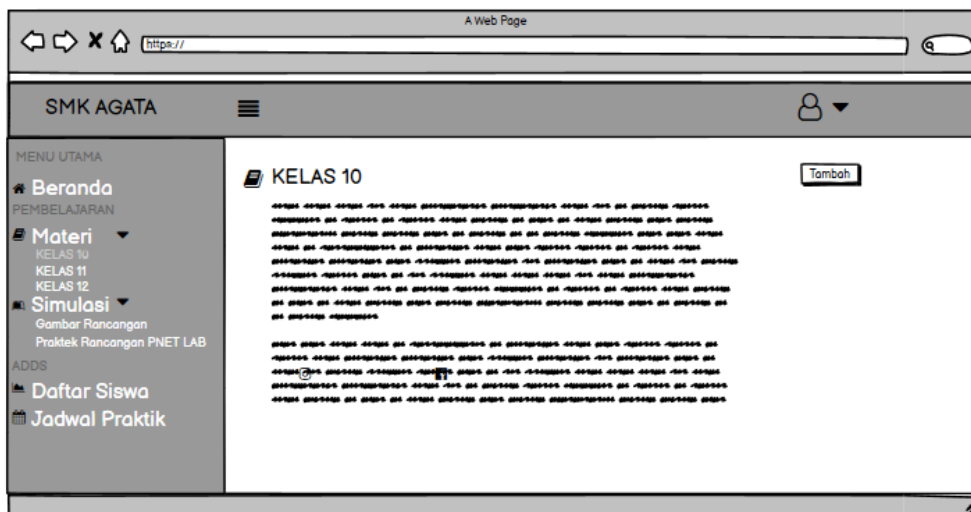 A Web Page
https://
SMK AGATA
MENU UTAMA
Beranda
PEMBELAJARAN
Materi
KELAS 10
KELAS 11
KELAS 12
Simulasi
Gambar Rancangan
Praktek Rancangan PNET LAB
ADDS
Daftar Siswa
Jadwal Praktik
KELAS 10
Tambah